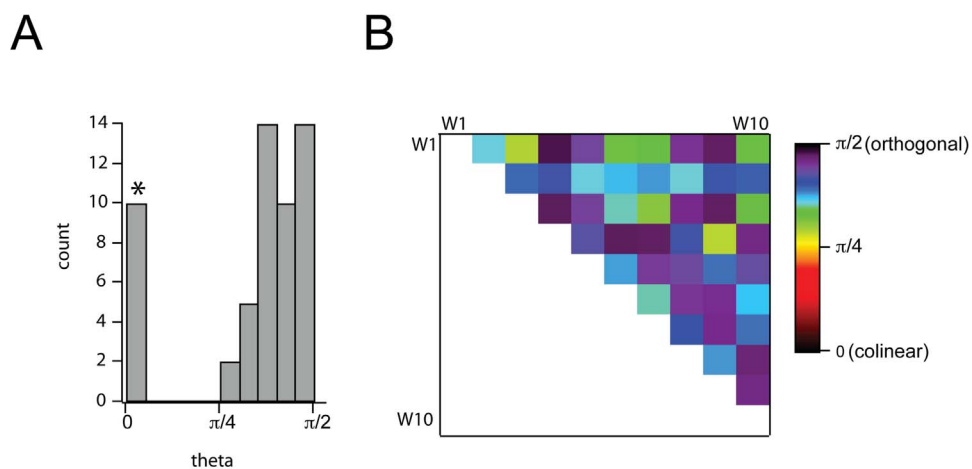 A
B
14
12
10
8
6
4
2
0
*
count
0
π/4
π/2
theta
W1
W10
W1
W10
π/2 (orthogonal)
π/4
0 (colinear)